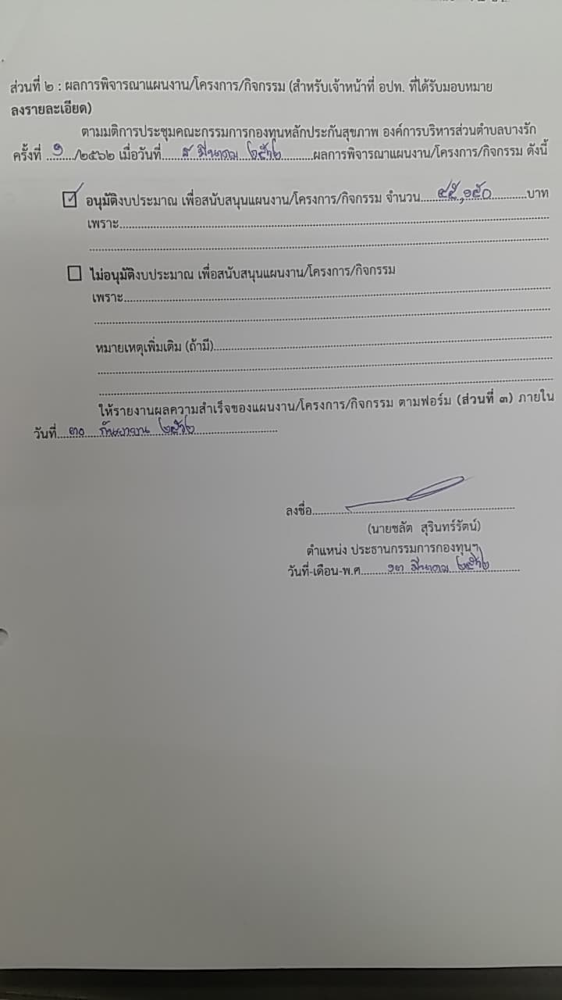 ส่วนที่ ๒ : ผลการพิจารณาแผนงาน/โครงการ/กิจกรรม (สำหรับเจ้าหน้าที่ อปท. ที่ได้รับมอบหมาย
ลงรายละเอียด)
ตามมติการประชุมคณะกรรมการกองทุนหลักประกันสุขภาพ องค์การบริหารส่วนตำบลบางรัก
ครั้งที่ ๑ /๒๕๖๒ เมื่อวันที่ มีนาคม ๒๕๖๒ ผลการพิจารณาแผนงาน/โครงการ/กิจกรรม ดังนี้
อนุมัติงบประมาณ เพื่อสนับสนุนแผนงาน/โครงการ/กิจกรรม จำนวน ๔๕,๑๕๐ บาท
เพราะ
ไม่อนุมัติงบประมาณ เพื่อสนับสนุนแผนงาน/โครงการ/กิจกรรม
เพราะ
หมายเหตุเพิ่มเติม (ถ้ามี)
ให้รายงานผลความสำเร็จของแผนงาน/โครงการ/กิจกรรม ตามฟอร์ม (ส่วนที่ ๓) ภายใน
วันที่ ๓๐ กันยายน ๒๕๖๒
ลงชื่อ
(นายชลัต สุรินทร์รัตน์)
ตำแหน่ง ประธานกรรมการกองทุนฯ
วันที่-เดือน-พ.ศ. ๑๓ มีนาคม ๒๕๖๒